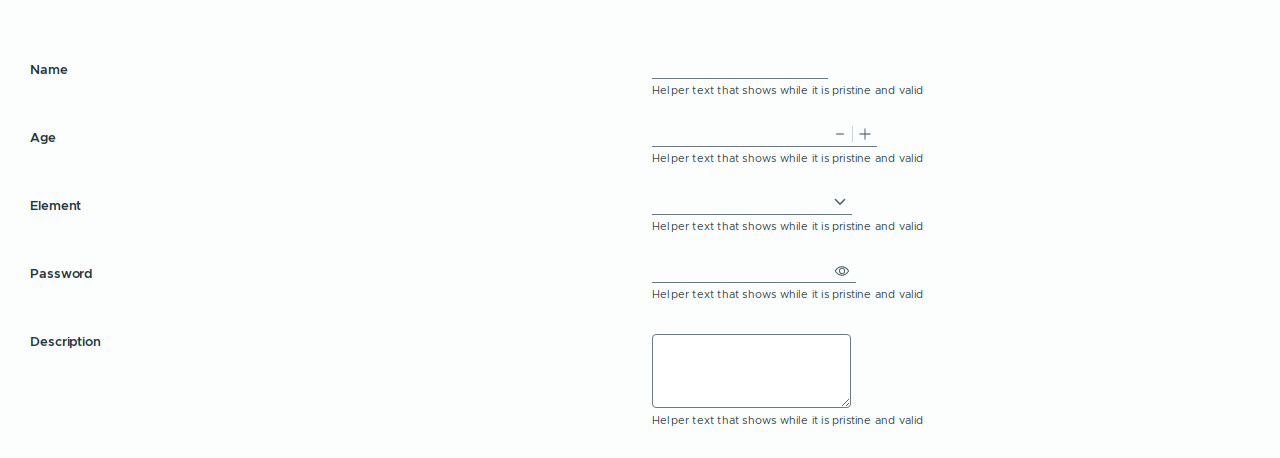 Name
Helper text that shows while it is pristine and valid
Age
Helper text that shows while it is pristine and valid
Element
Helper text that shows while it is pristine and valid
Password
Helper text that shows while it is pristine and valid
Description
Helper text that shows while it is pristine and valid